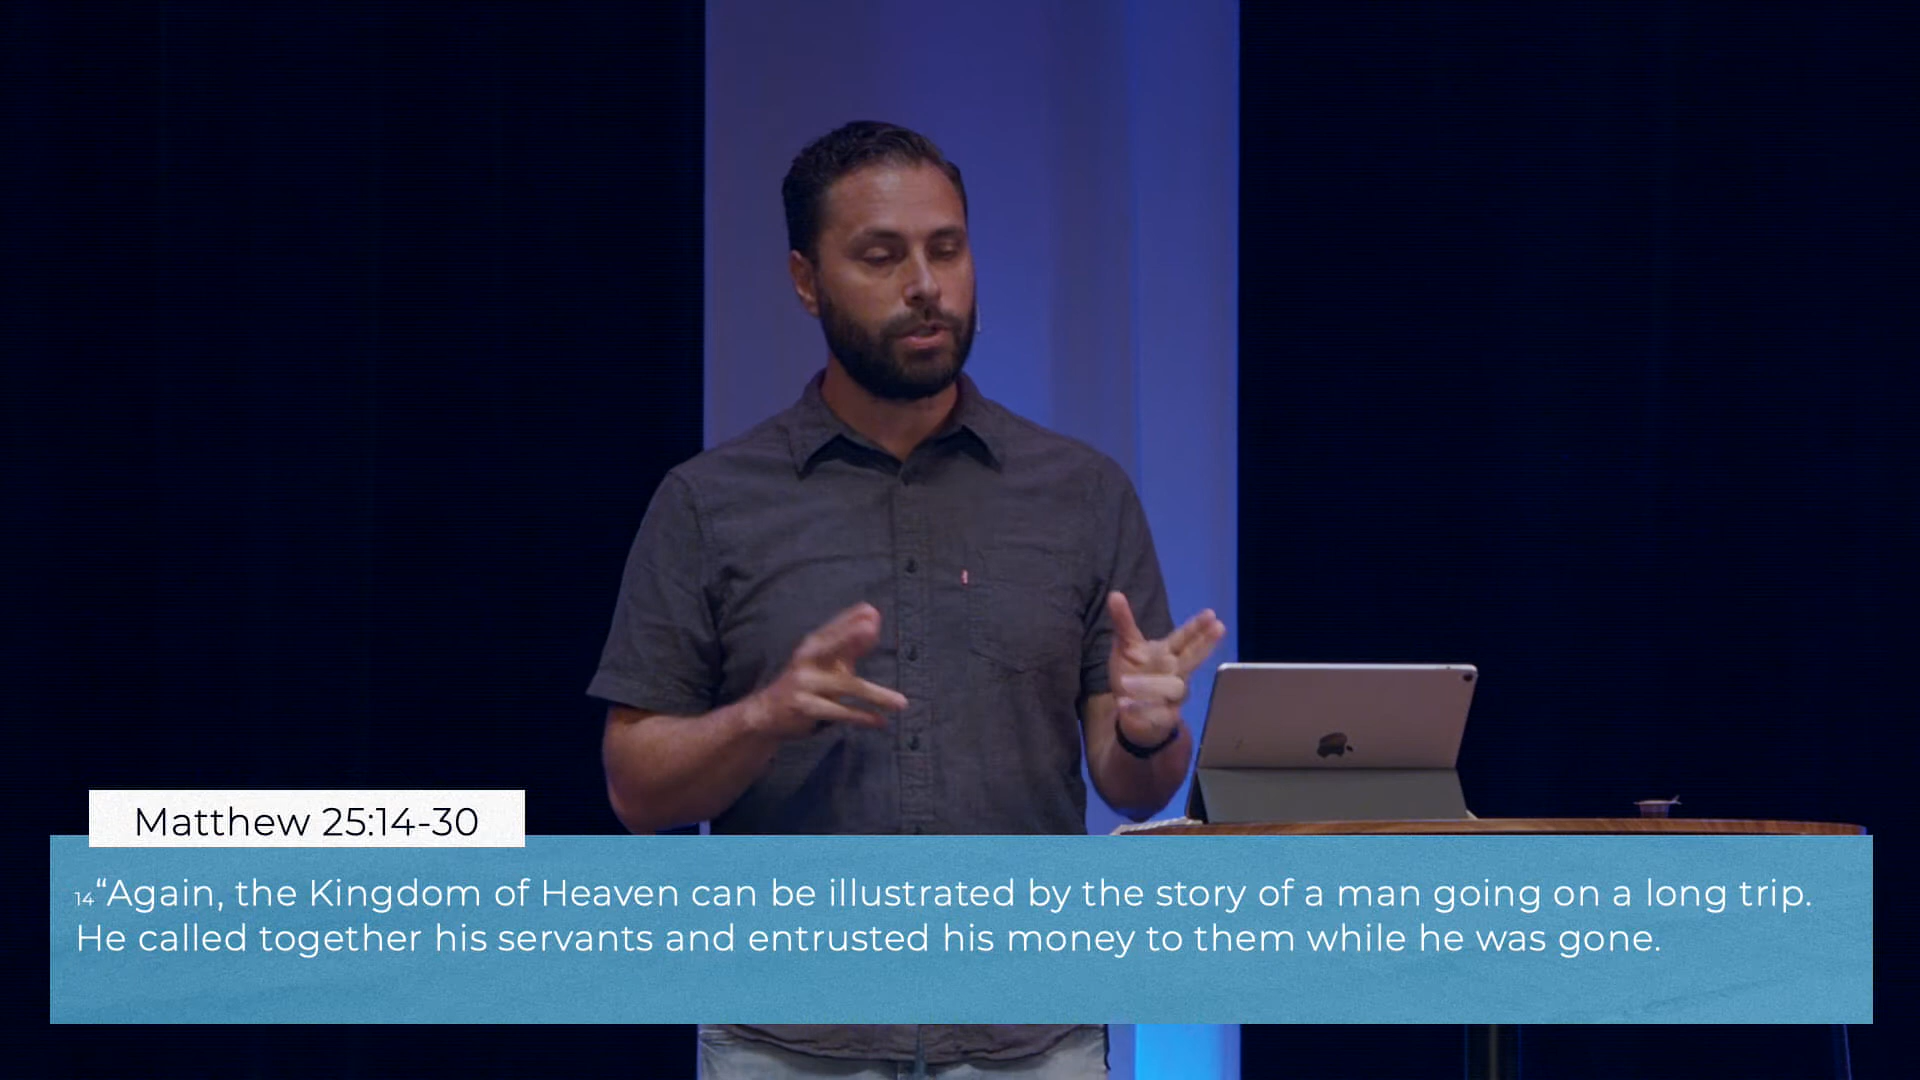 Matthew 25:14-30
14“Again, the Kingdom of Heaven can be illustrated by the story of a man going on a long trip.
He called together his servants and entrusted his money to them while he was gone.